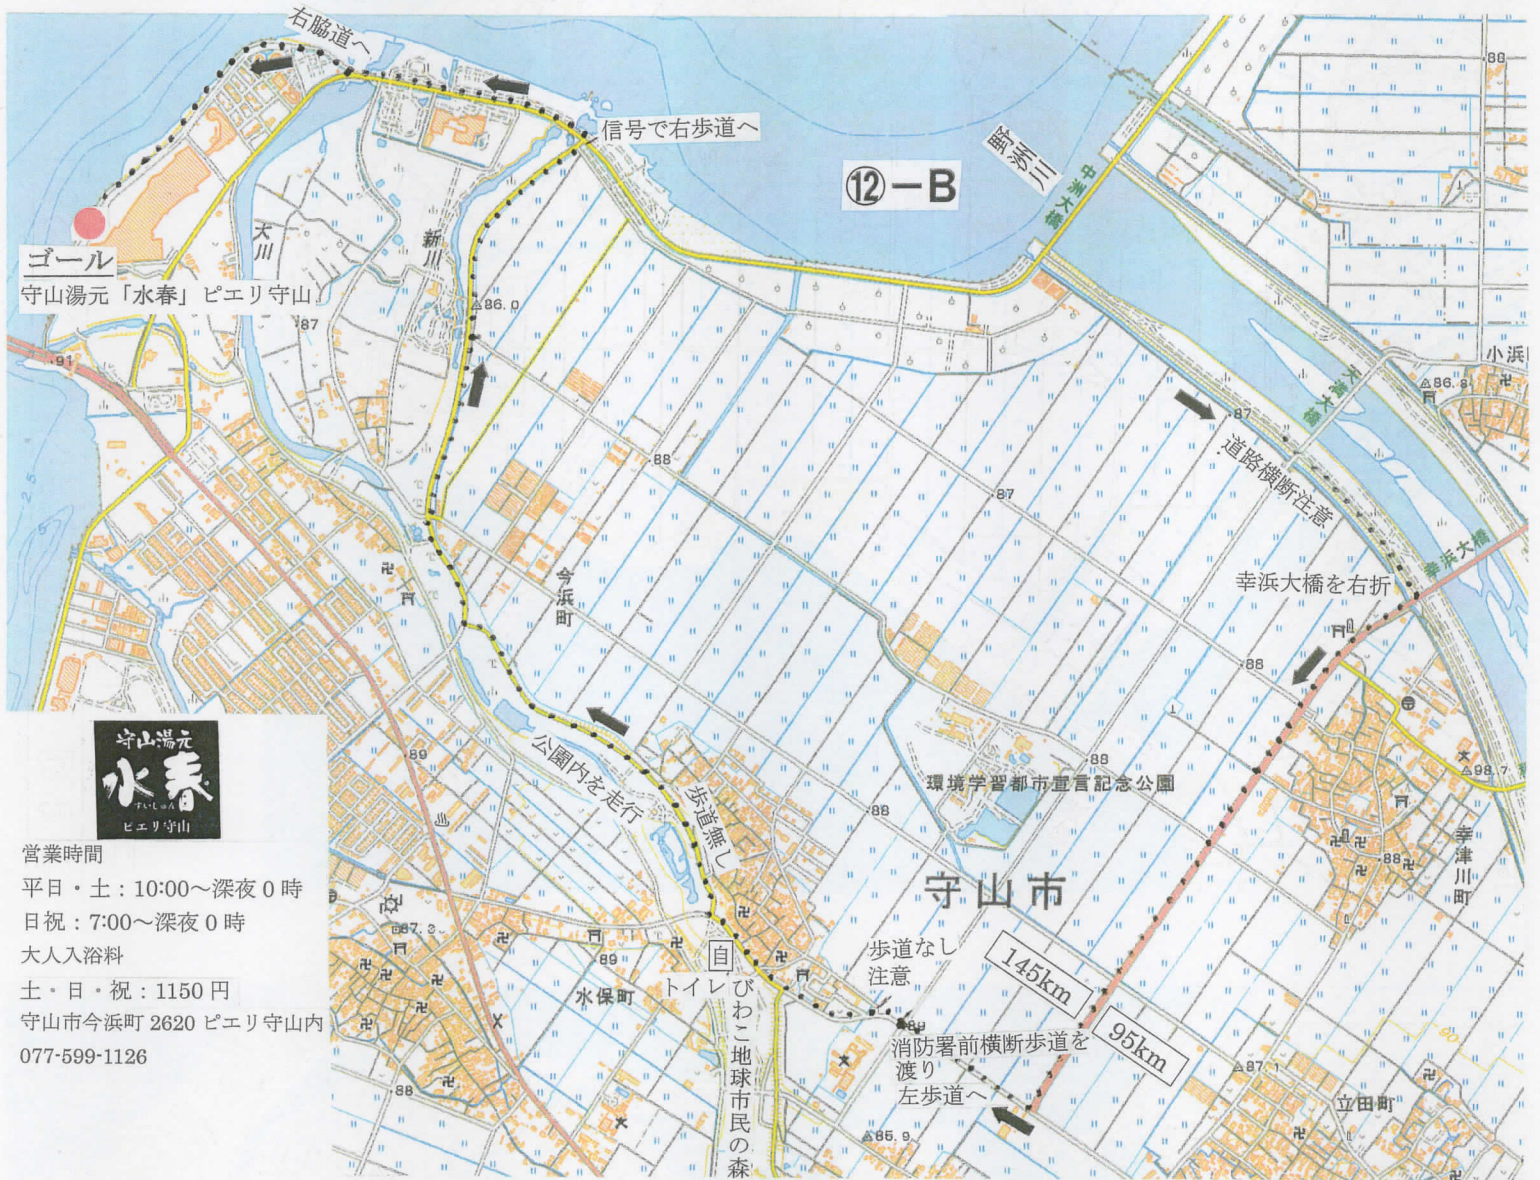 右脇道へ
信号で右歩道へ
⑫－B
野洲川
中洲大橋
88
大川
新川
ゴール
守山湯元「水春」ピエリ守山
87
△86.0
91
小浜
△86.8
天満大橋
87
道路横断注意
88
87
幸浜大橋
幸浜大橋を右折
今浜町
88
89
公園内を走行
歩道無し
88
88
環境学習都市宣言記念公園
△98.7
幸津川町
88
守山湯元
水春
すいしゅん
ピエリ守山
営業時間
平日・土：10:00～深夜0時
日祝：7:00～深夜0時
大人入浴料
土・日・祝：1150円
守山市今浜町 2620 ピエリ守山内
077-599-1126
守山市
87.3
89
水保町
自
トイレ
びわこ地球市民の森
歩道なし
注意
145km
95km
89
消防署前横断歩道を
渡り
左歩道へ
△87.1
立田町
△85.9
88
25